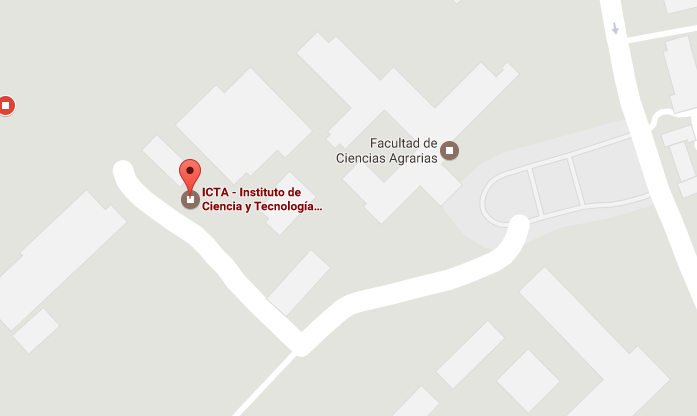 Facultad de
Ciencias Agrarias
ICTA - Instituto de
Ciencia y Tecnología...